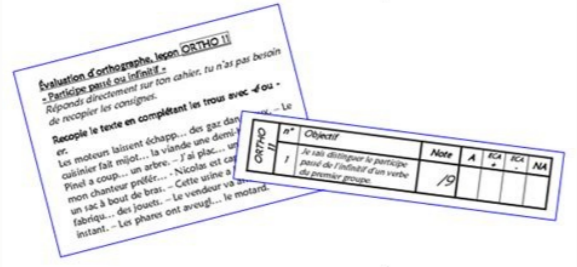 Évaluation d'orthographe, leçon ORTHO 11
- Participe passé ou infinitif -
Réponds directement sur ton cahier, tu n'as pas besoin
de recopier les consignes.
Recopie le texte en complétant les trous avec -é ou -
er.
Les moteurs laissent échapp... des gaz dan... – Le
cuisinier fait mijot... la viande une demi-
Pinel a coup... un arbre. – J'ai plac... un
mon chanteur préfér... - Nicolas est cap
un sac à bout de bras. – Cette usine a
fabriqu... des jouets. – Le vendeur va a
instant. – Les phares ont aveugl... le motard.
ORTHO 11
n° Objectif Note A ECA + ECA - NA
1 Je sais distinguer le participe
passé de l'infinitif d'un verbe
du premier groupe.
/9